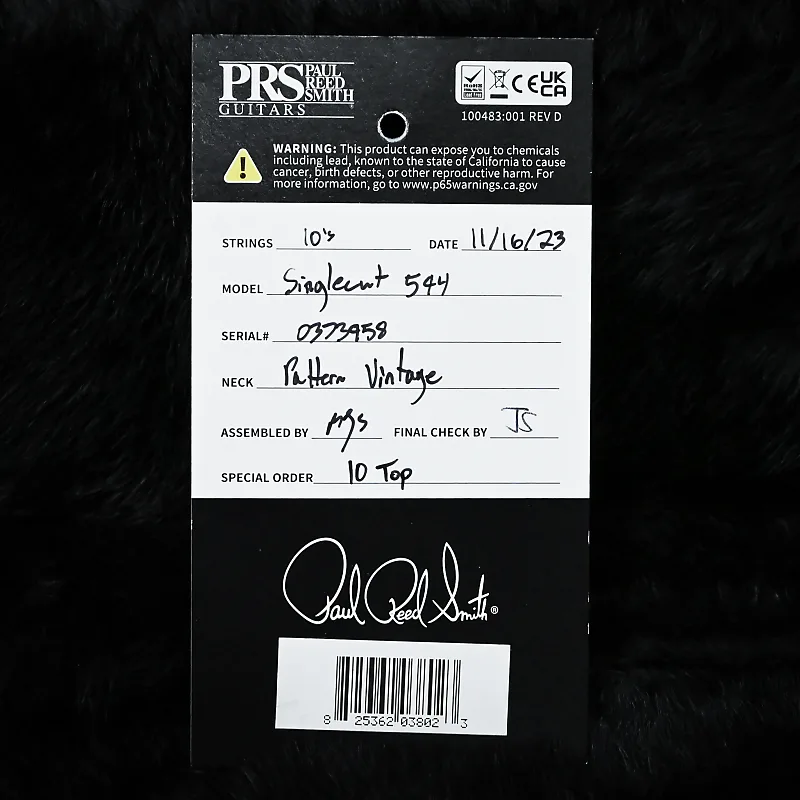 PRS PAUL REED SMITH
GUITARS
RoHS
CE UK CA
100483:001 REV D
WARNING: This product can expose you to chemicals
including lead, known to the state of California to cause
cancer, birth defects, or other reproductive harm. For
more information, go to www.p65warnings.ca.gov
STRINGS 10's DATE 11/16/23
MODEL Singlecut 594
SERIAL# 0373958
NECK Pattern Vintage
ASSEMBLED BY FINAL CHECK BY JS
SPECIAL ORDER 10 Top
Paul Reed Smith®
8 25362 03802 3